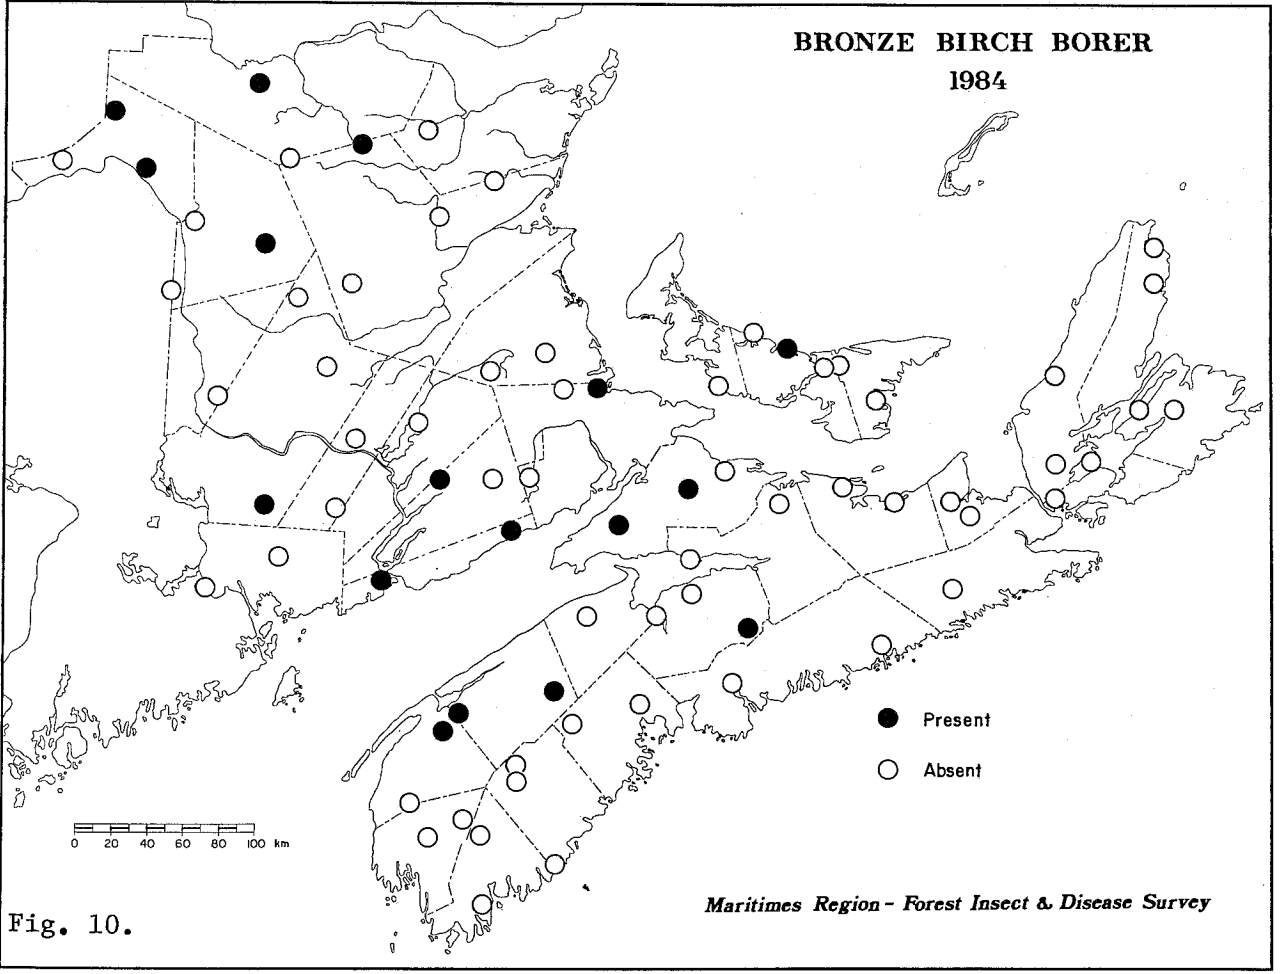 BRONZE BIRCH BORER
1984
Present
Absent
0 20 40 60 80 100 km
Maritimes Region - Forest Insect & Disease Survey
Fig. 10.